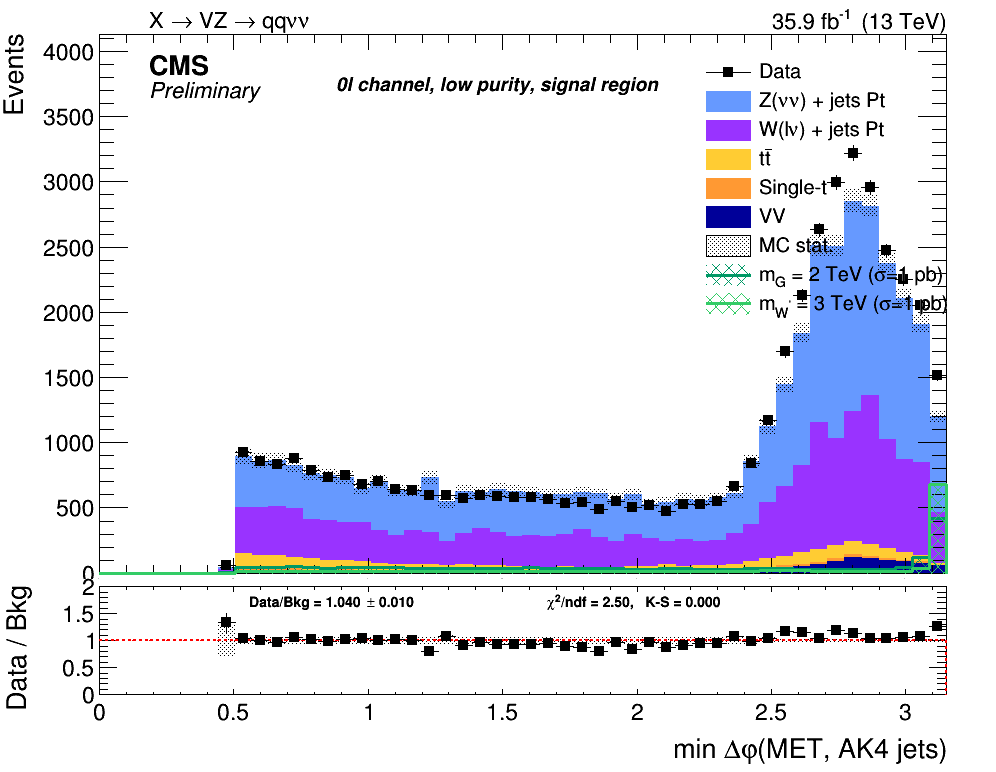 X → VZ → qqνν
35.9 fb-1 (13 TeV)
Events
4000
3500
3000
2500
2000
1500
1000
500
0
CMS
Preliminary
0l channel, low purity, signal region
Data
Z(νν) + jets Pt
W(lν) + jets Pt
tt̄
Single-t
VV
MC stat.
mG = 2 TeV (σ=1 pb)
mW' = 3 TeV (σ=1 pb)
Data / Bkg
2
1.5
1
0.5
0
Data/Bkg = 1.040 ± 0.010
χ2/ndf = 2.50, K-S = 0.000
0 0.5 1 1.5 2 2.5 3
min Δφ(MET, AK4 jets)